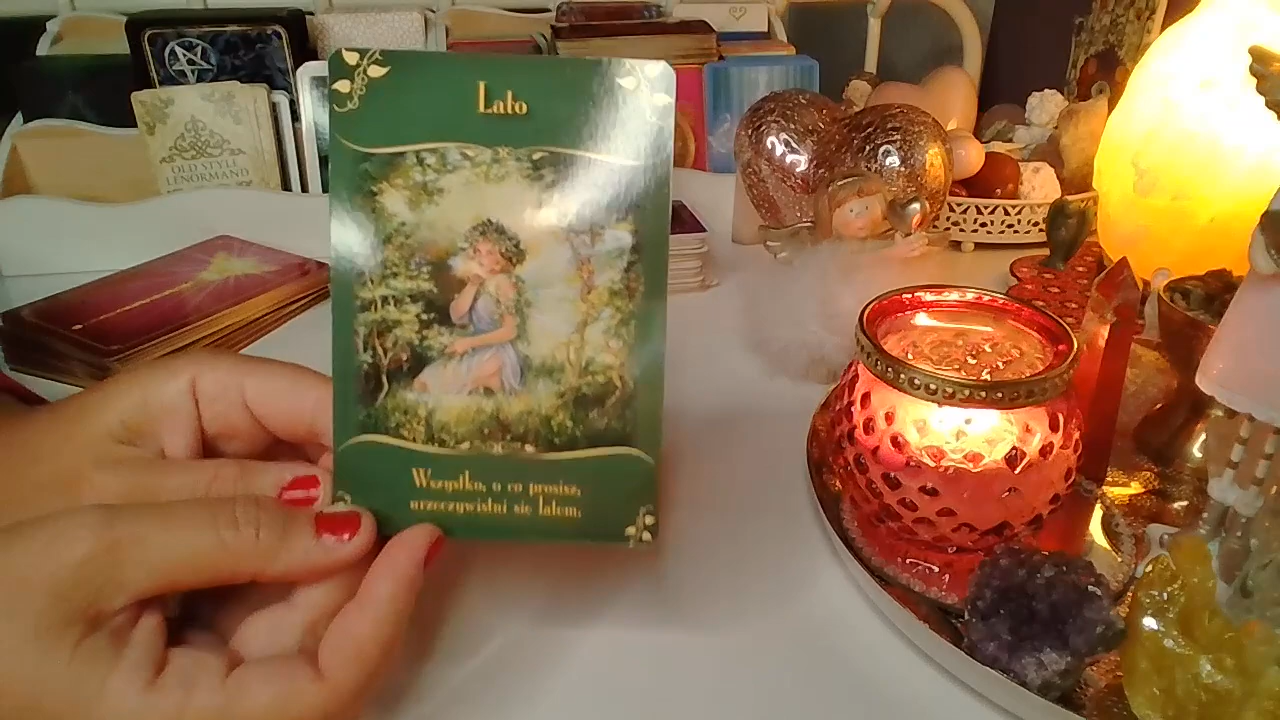 Lato
OLD STYLE
LENORMAND
Wszystko, o co prosisz,
urzeczywistni się latem.